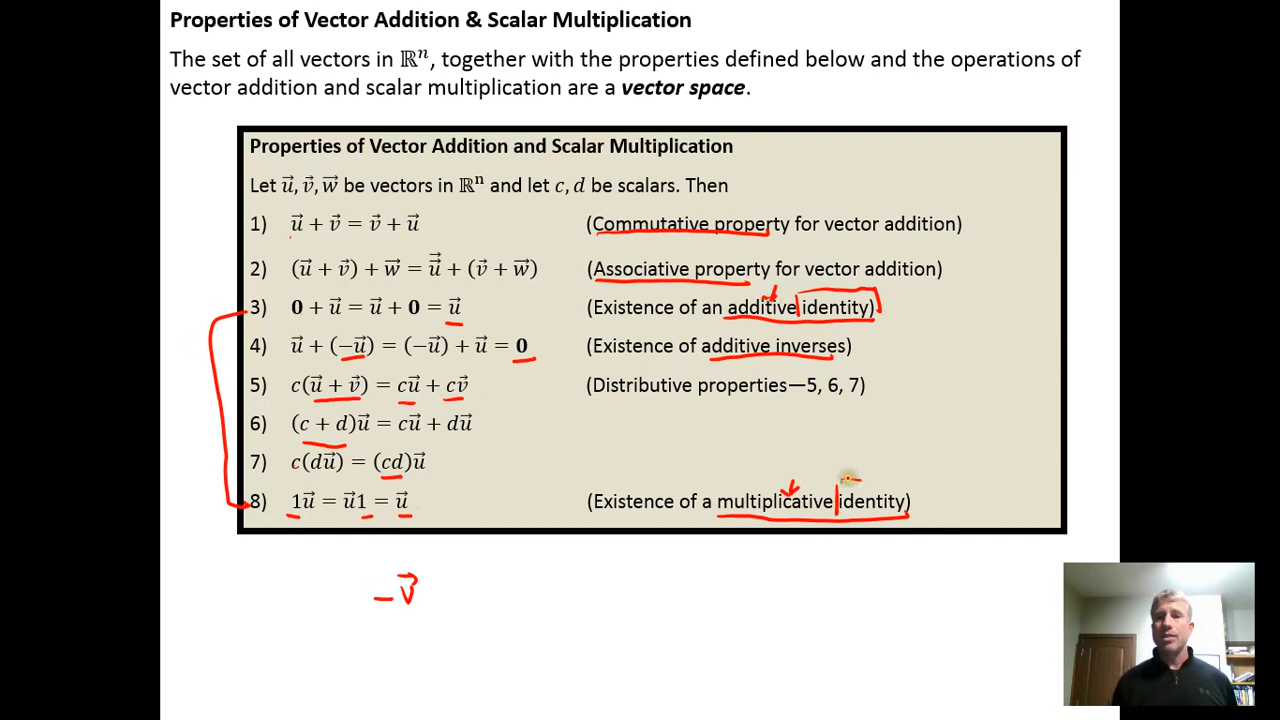 Properties of Vector Addition & Scalar Multiplication
The set of all vectors in ℝⁿ, together with the properties defined below and the operations of
vector addition and scalar multiplication are a vector space.
Properties of Vector Addition and Scalar Multiplication
Let u⃗, v⃗, w⃗ be vectors in ℝⁿ and let c, d be scalars. Then
1) u⃗ + v⃗ = v⃗ + u⃗ (Commutative property for vector addition)
2) (u⃗ + v⃗) + w⃗ = u⃗⃗ + (v⃗ + w⃗) (Associative property for vector addition)
3) 0 + u⃗ = u⃗ + 0 = u⃗ (Existence of an additive identity)
4) u⃗ + (−u⃗) = (−u⃗) + u⃗ = 0 (Existence of additive inverses)
5) c(u⃗ + v⃗) = cu⃗ + cv⃗ (Distributive properties—5, 6, 7)
6) (c + d)u⃗ = cu⃗ + du⃗
7) c(du⃗) = (cd)u⃗
8) 1u⃗ = u⃗1 = u⃗ (Existence of a multiplicative identity)
−v⃗